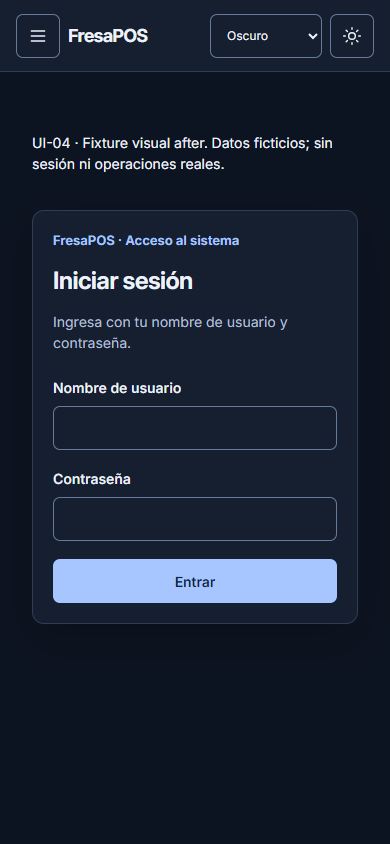 FresaPOS
Oscuro
UI-04 · Fixture visual after. Datos ficticios; sin
sesión ni operaciones reales.
FresaPOS · Acceso al sistema
Iniciar sesión
Ingresa con tu nombre de usuario y
contraseña.
Nombre de usuario
Contraseña
Entrar